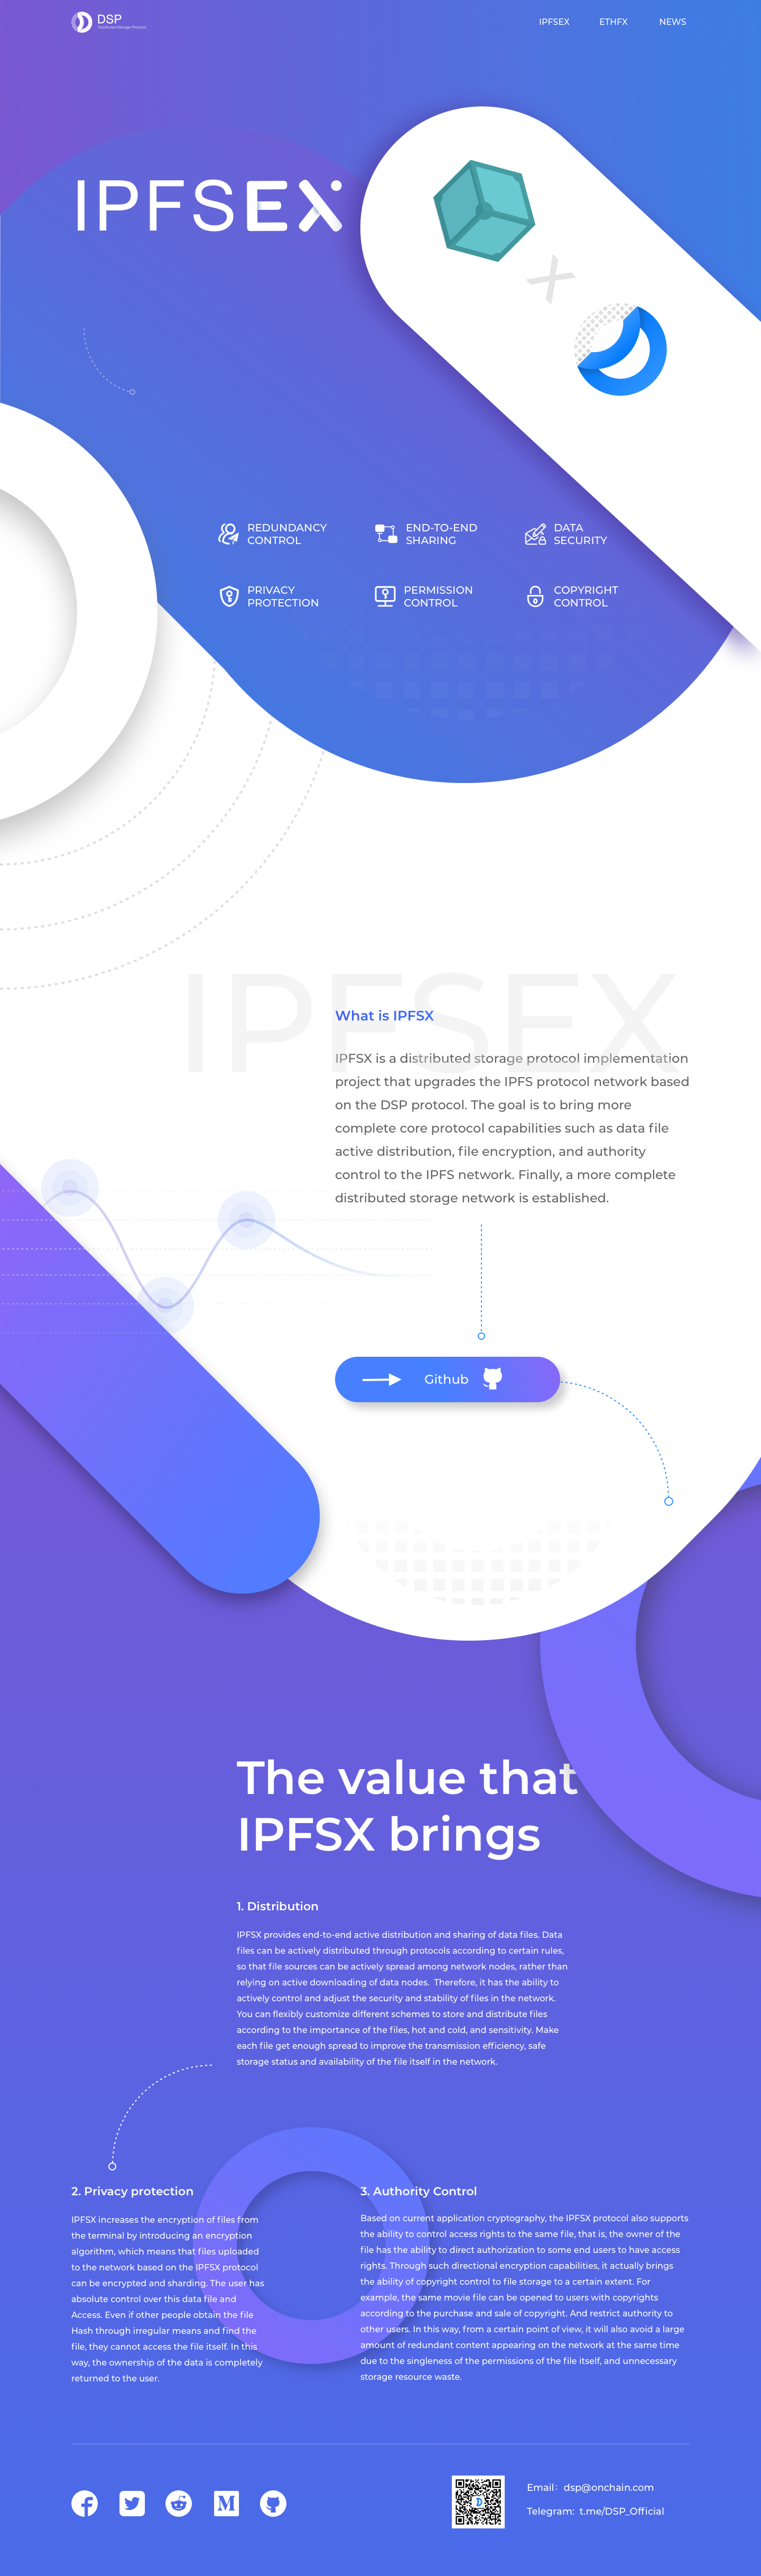 DSP
Distributive Storage Protocol
IPFSEX
ETHFX
NEWS
IPFSEX
X
REDUNDANCY
CONTROL
END-TO-END
SHARING
DATA
SECURITY
PRIVACY
PROTECTION
PERMISSION
CONTROL
COPYRIGHT
CONTROL
IPFSEX
What is IPFSX
IPFSX is a distributed storage protocol implementation
project that upgrades the IPFS protocol network based
on the DSP protocol. The goal is to bring more
complete core protocol capabilities such as data file
active distribution, file encryption, and authority
control to the IPFS network. Finally, a more complete
distributed storage network is established.
Github
The value that
IPFSX brings
1. Distribution
IPFSX provides end-to-end active distribution and sharing of data files. Data
files can be actively distributed through protocols according to certain rules,
so that file sources can be actively spread among network nodes, rather than
relying on active downloading of data nodes.  Therefore, it has the ability to
actively control and adjust the security and stability of files in the network.
You can flexibly customize different schemes to store and distribute files
according to the importance of the files, hot and cold, and sensitivity. Make
each file get enough spread to improve the transmission efficiency, safe
storage status and availability of the file itself in the network.
2. Privacy protection
IPFSX increases the encryption of files from
the terminal by introducing an encryption
algorithm, which means that files uploaded
to the network based on the IPFSX protocol
can be encrypted and sharding. The user has
absolute control over this data file and
Access. Even if other people obtain the file
Hash through irregular means and find the
file, they cannot access the file itself. In this
way, the ownership of the data is completely
returned to the user.
3. Authority Control
Based on current application cryptography, the IPFSX protocol also supports
the ability to control access rights to the same file, that is, the owner of the
file has the ability to direct authorization to some end users to have access
rights. Through such directional encryption capabilities, it actually brings
the ability of copyright control to file storage to a certain extent. For
example, the same movie file can be opened to users with copyrights
according to the purchase and sale of copyright. And restrict authority to
other users. In this way, from a certain point of view, it will also avoid a large
amount of redundant content appearing on the network at the same time
due to the singleness of the permissions of the file itself, and unnecessary
storage resource waste.
Email： dsp@onchain.com
Telegram:  t.me/DSP_Official